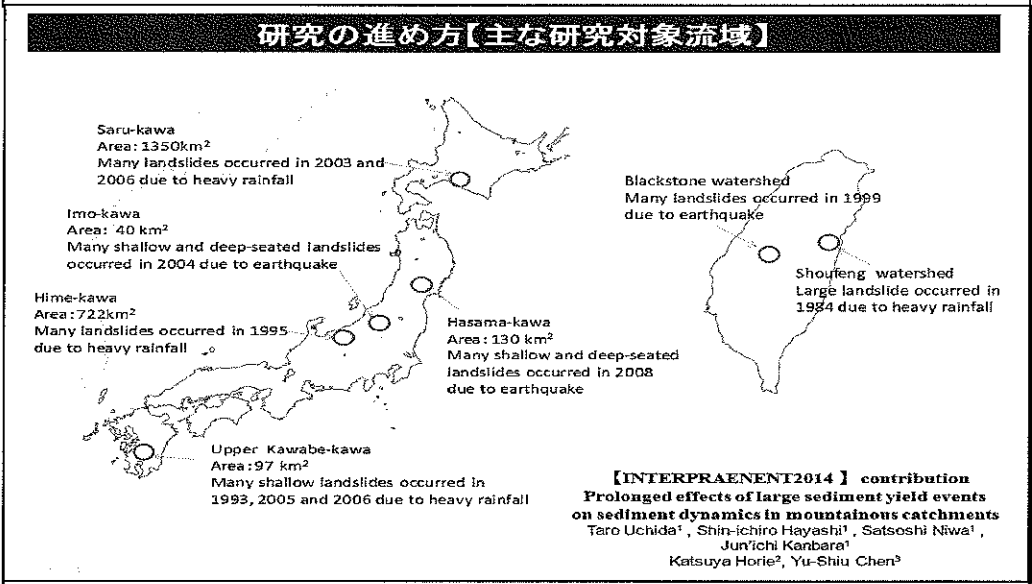 研究の進め方【主な研究対象流域】
Saru-kawa
Area: 1350km²
Many landslides occurred in 2003 and
2006 due to heavy rainfall
Imo-kawa
Area: 40 km²
Many shallow and deep-seated landslides
occurred in 2004 due to earthquake
Hime-kawa
Area:722km²
Many landslides occurred in 1995
due to heavy rainfall
Hasama-kawa
Area: 130 km²
Many shallow and deep-seated
landslides occurred in 2008
due to earthquake
Upper Kawabe-kawa
Area:97 km²
Many shallow landslides occurred in
1993, 2005 and 2006 due to heavy rainfall
Blackstone watershed
Many landslides occurred in 1999
due to earthquake
Shoufeng watershed
Large landslide occurred in
1984 due to heavy rainfall
【INTERPRAENENT2014 】 contribution
Prolonged effects of large sediment yield events
on sediment dynamics in mountainous catchments
Taro Uchida¹ , Shin-ichiro Hayashi¹ , Satsoshi Niwa¹ ,
Jun'ichi Kanbara¹
Katsuya Horie², Yu-Shiu Chen³